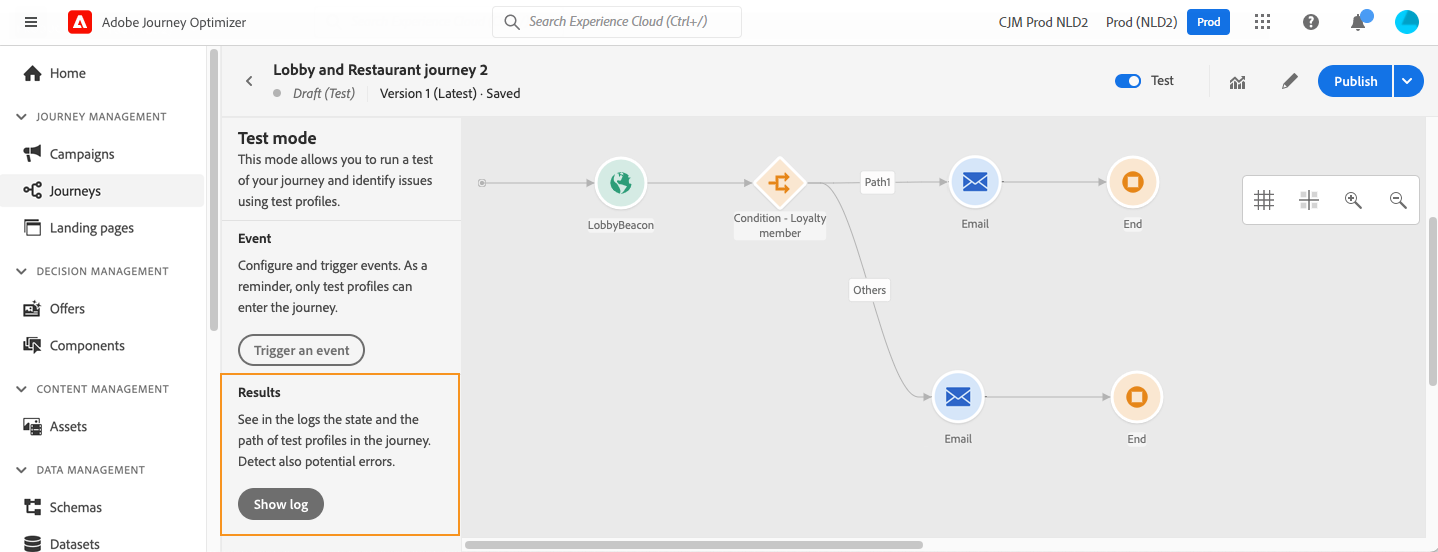 Adobe Journey Optimizer
Search Experience Cloud (Ctrl+/)
CJM Prod NLD2
Prod (NLD2)
Prod
Home
JOURNEY MANAGEMENT
Campaigns
Journeys
Landing pages
DECISION MANAGEMENT
Offers
Components
CONTENT MANAGEMENT
Assets
DATA MANAGEMENT
Schemas
Datasets
Lobby and Restaurant journey 2
Draft (Test)
Version 1 (Latest) · Saved
Test
Publish
Test mode
This mode allows you to run a test
of your journey and identify issues
using test profiles.
Event
Configure and trigger events. As a
reminder, only test profiles can
enter the journey.
Trigger an event
Results
See in the logs the state and the
path of test profiles in the journey.
Detect also potential errors.
Show log
LobbyBeacon
Condition - Loyalty
member
Path1
Email
End
Others
Email
End